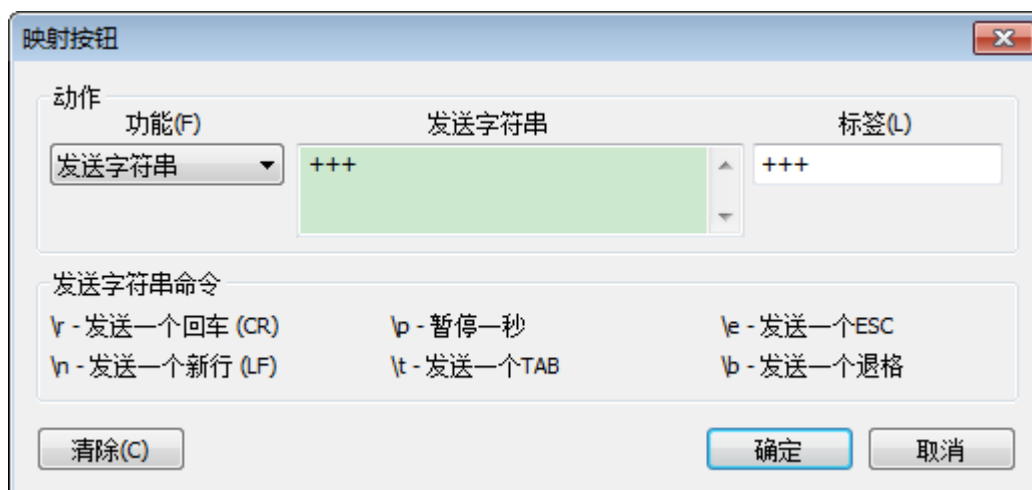 映射按钮
动作
功能(F) 发送字符串 标签(L)
发送字符串 +++ +++
发送字符串命令
\r - 发送一个回车 (CR) \p - 暂停一秒 \e - 发送一个ESC
\n - 发送一个新行 (LF) \t - 发送一个TAB \b - 发送一个退格
清除(C) 确定 取消